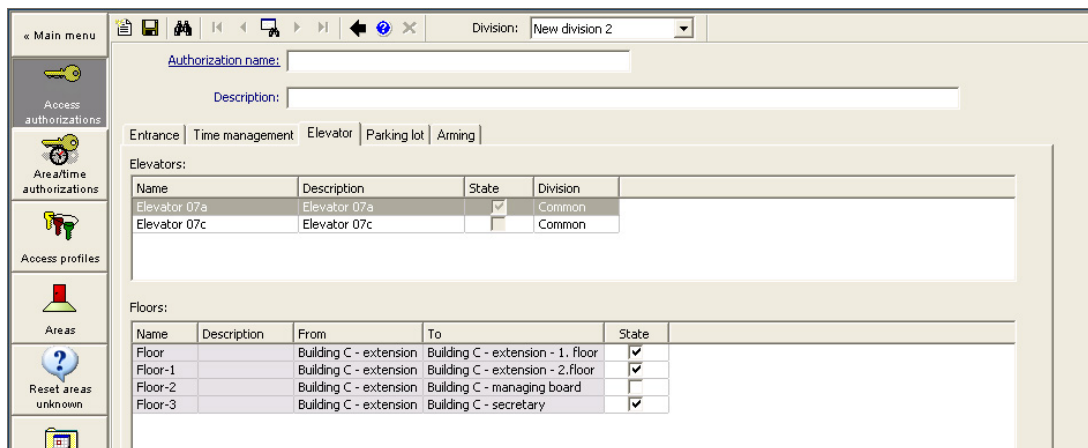 « Main menu
Division: New division 2
Authorization name:
Access
authorizations
Description:
Entrance Time management Elevator Parking lot Arming
Area/time
authorizations
Elevators:
Name Description State Division
Elevator 07a Elevator 07a Common
Elevator 07c Elevator 07c Common
Access profiles
Areas
Floors:
Name Description From To State
Floor Building C - extension Building C - extension - 1. floor
Floor-1 Building C - extension Building C - extension - 2.floor
Floor-2 Building C - extension Building C - managing board
Floor-3 Building C - extension Building C - secretary
Reset areas
unknown